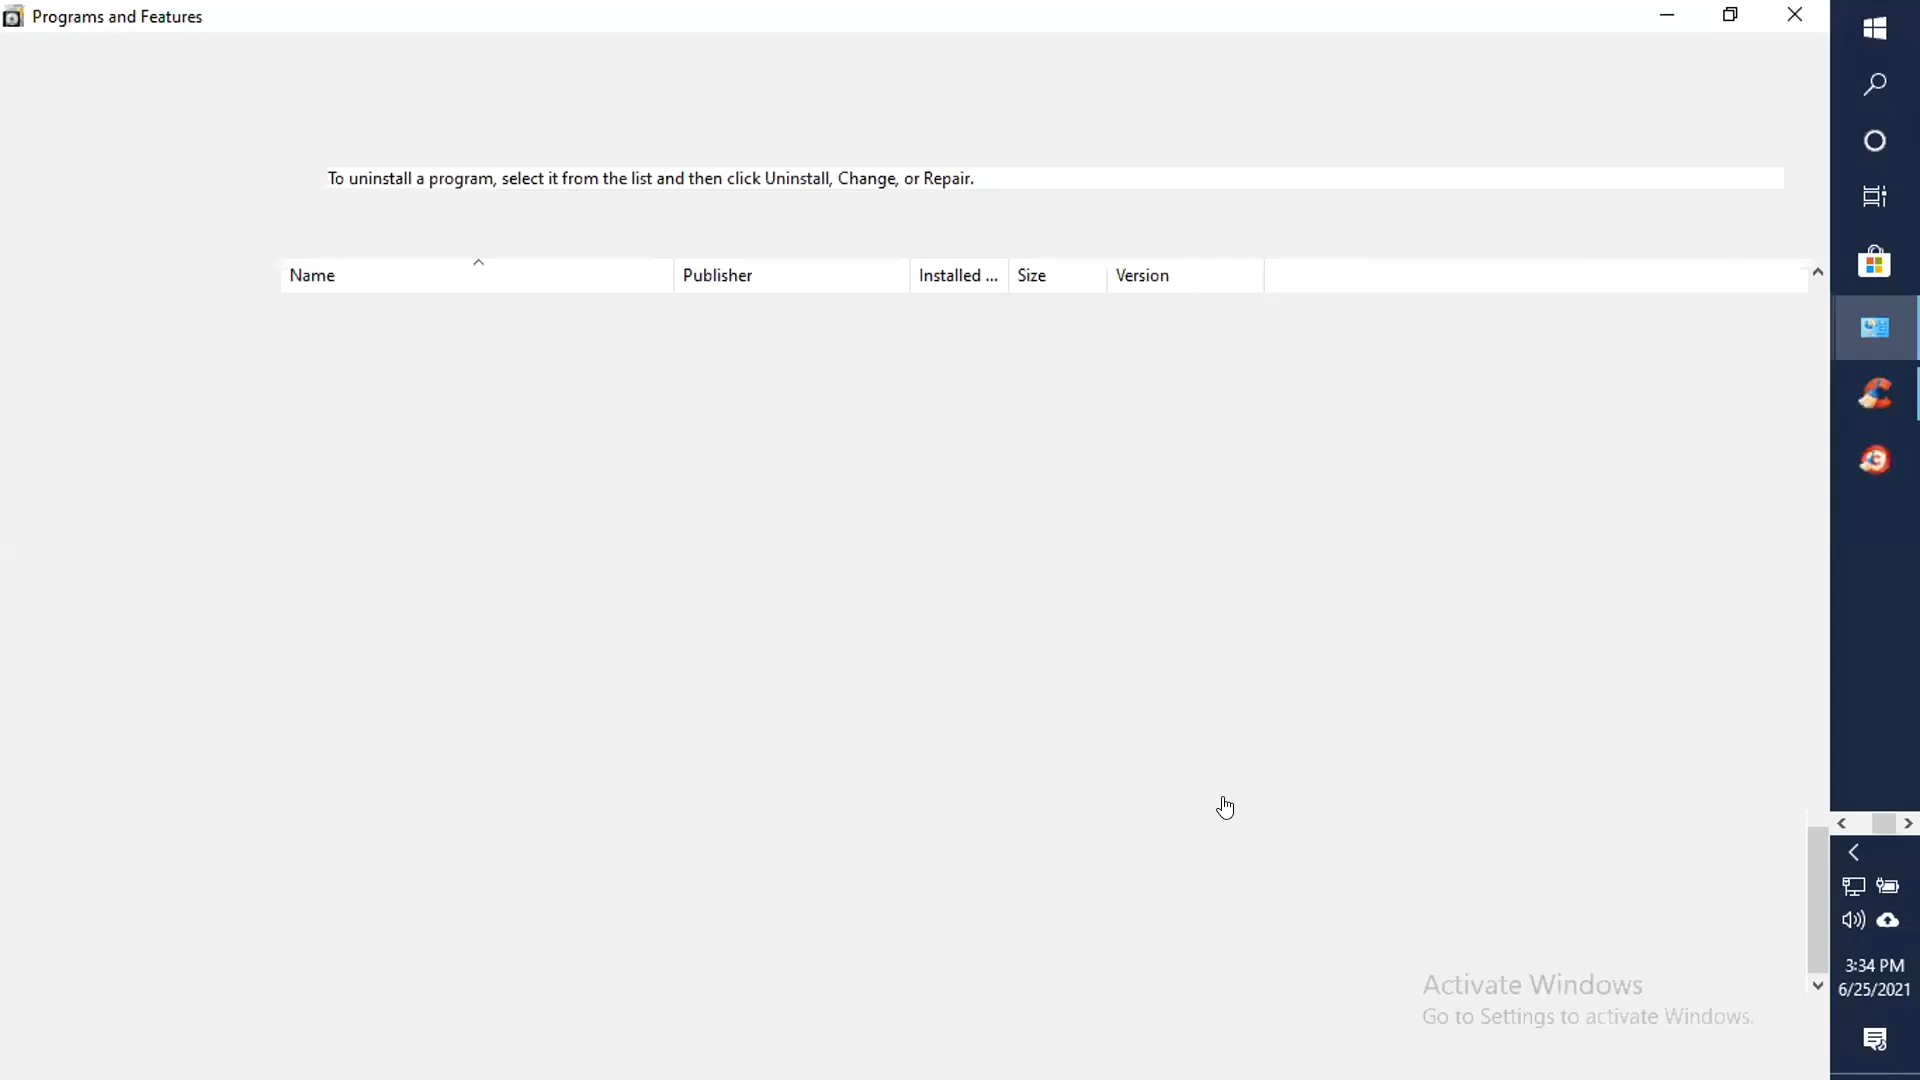 Programs and Features
To uninstall a program, select it from the list and then click Uninstall, Change, or Repair.
Name Publisher Installed ... Size Version
Activate Windows
Go to Settings to activate Windows.
3:34 PM
6/25/2021